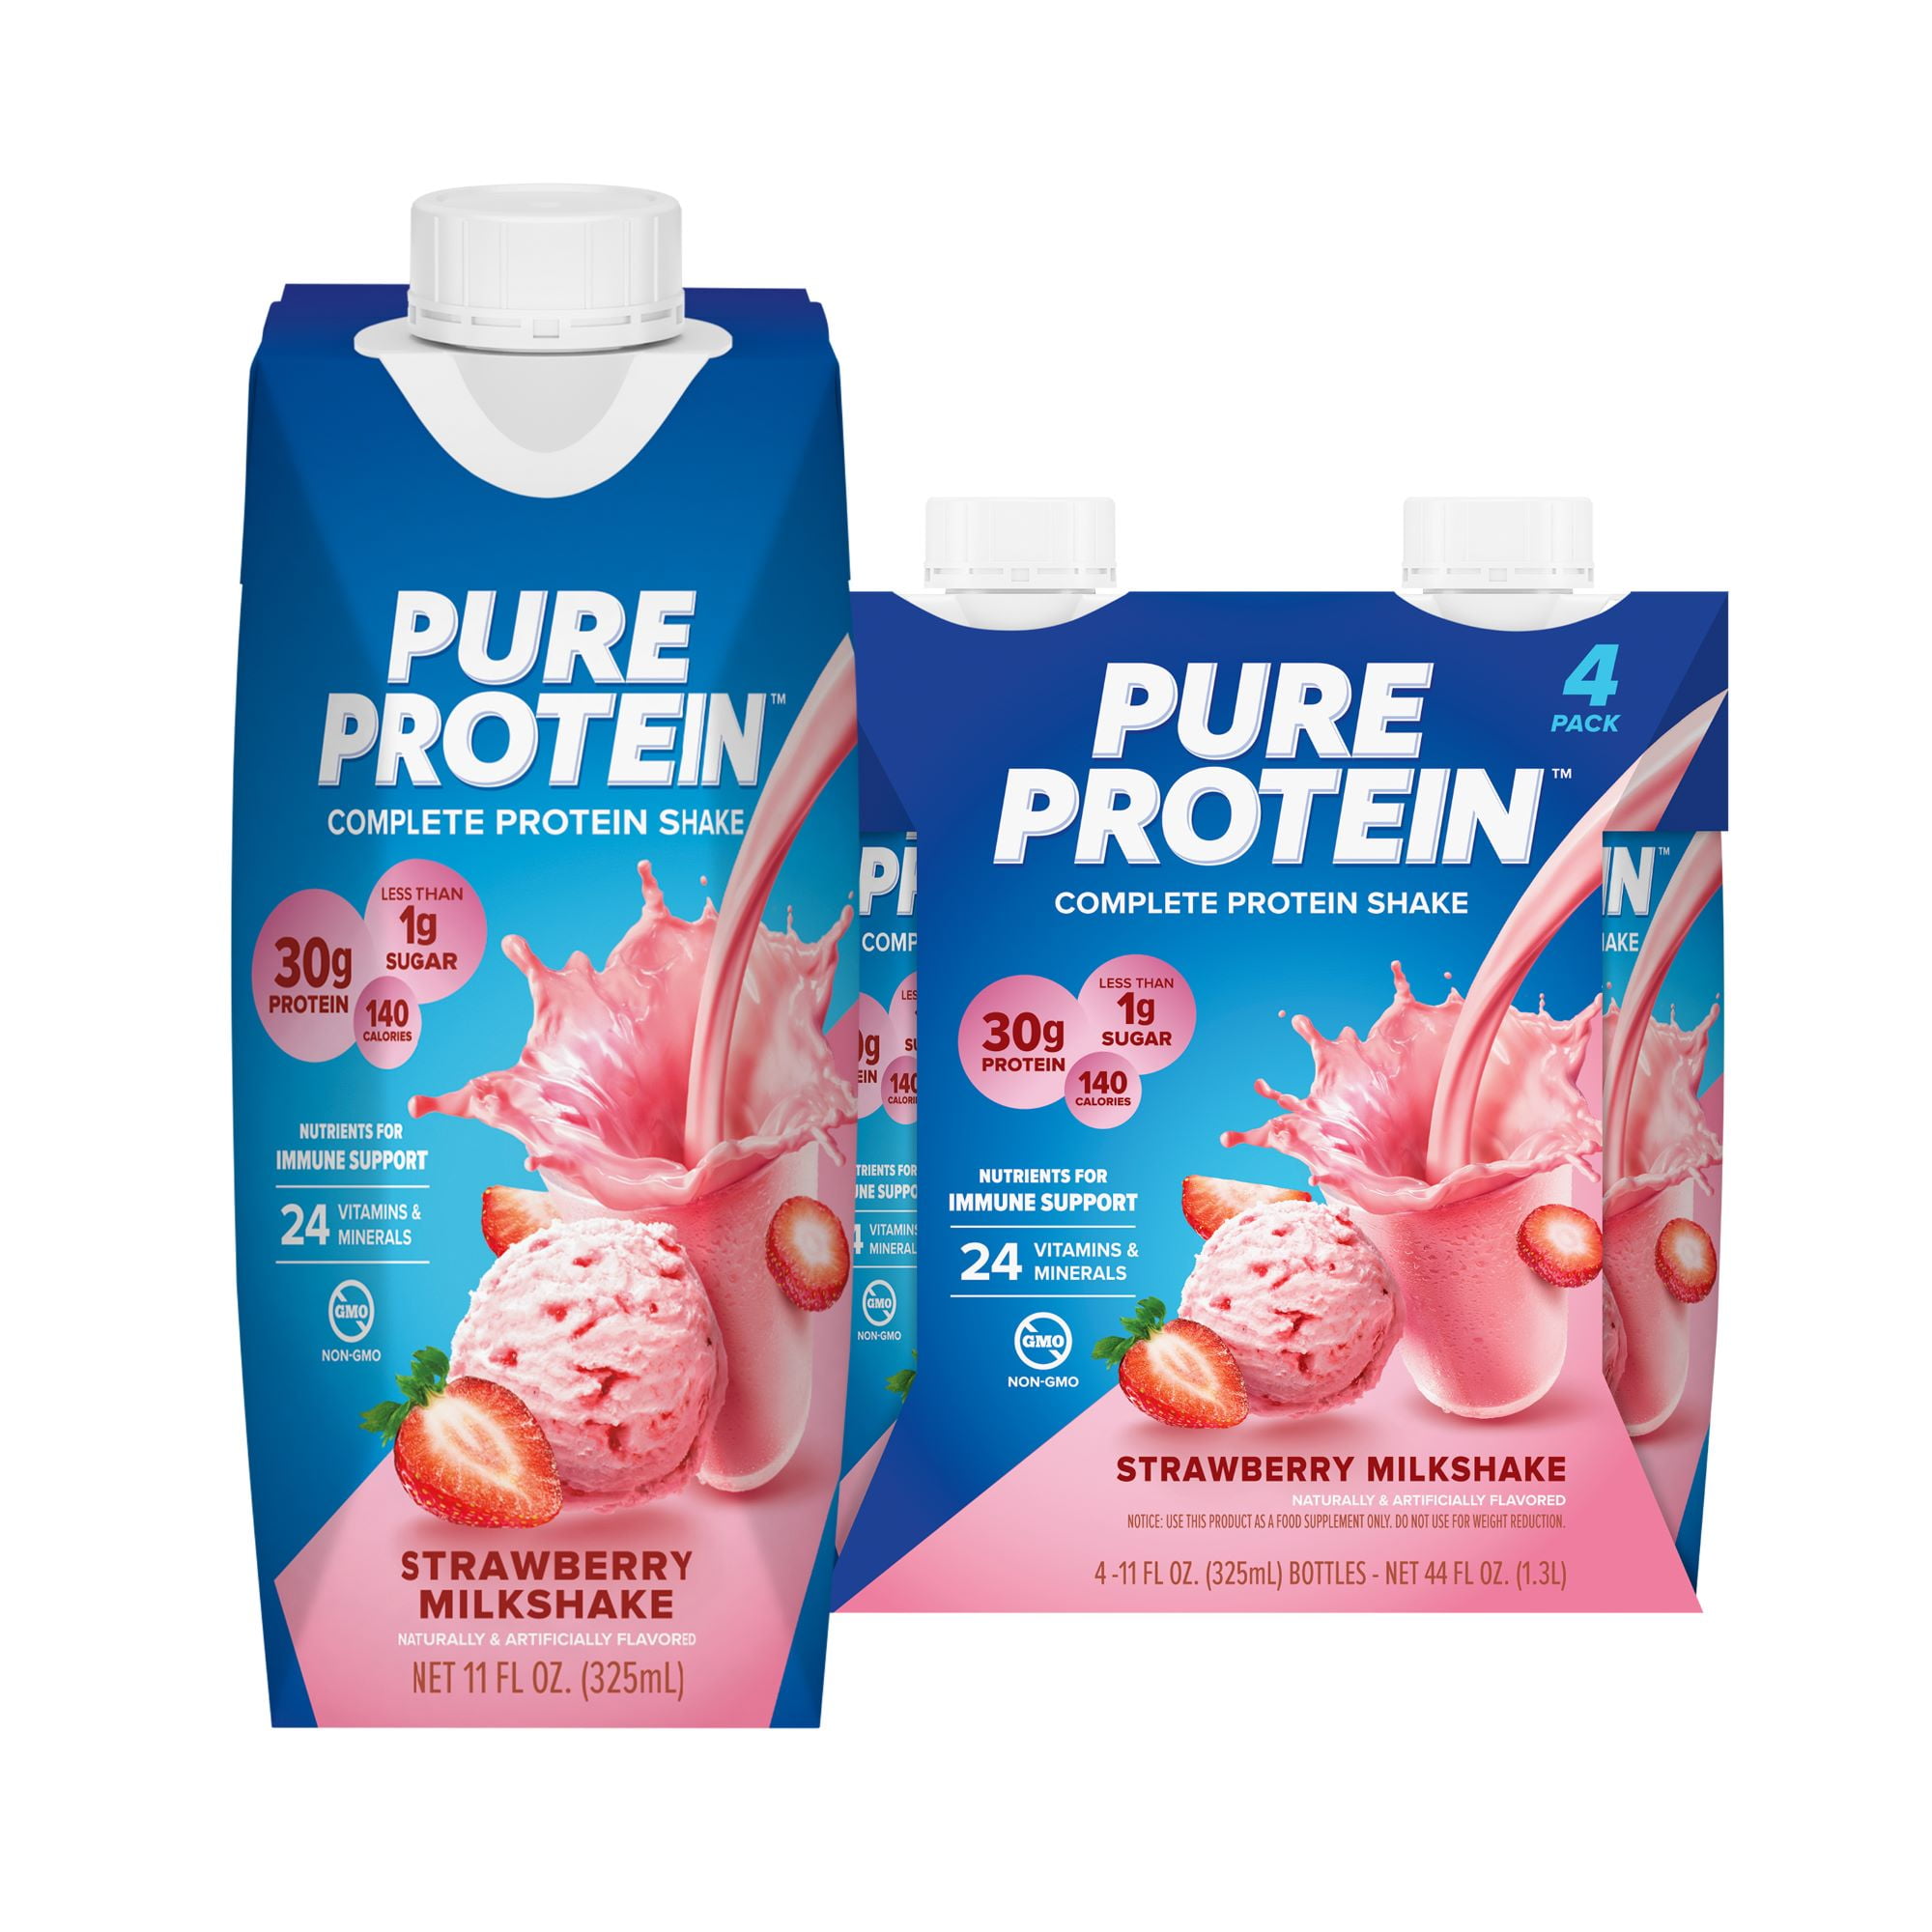 PURE
PROTEIN™
COMPLETE PROTEIN SHAKE
30g
PROTEIN
LESS THAN
1g
SUGAR
140
CALORIES
NUTRIENTS FOR
IMMUNE SUPPORT
24 VITAMINS &
MINERALS
GMO
NON-GMO
STRAWBERRY
MILKSHAKE
NATURALLY & ARTIFICIALLY FLAVORED
NET 11 FL OZ. (325mL)
4
PACK
PURE
PROTEIN™
COMPLETE PROTEIN SHAKE
30g
PROTEIN
LESS THAN
1g
SUGAR
140
CALORIES
NUTRIENTS FOR
IMMUNE SUPPORT
24 VITAMINS &
MINERALS
GMO
NON-GMO
STRAWBERRY MILKSHAKE
NATURALLY & ARTIFICIALLY FLAVORED
NOTICE: USE THIS PRODUCT AS A FOOD SUPPLEMENT ONLY. DO NOT USE FOR WEIGHT REDUCTION.
4 -11 FL OZ. (325mL) BOTTLES - NET 44 FL OZ. (1.3L)
140
GMO
NON-GMO